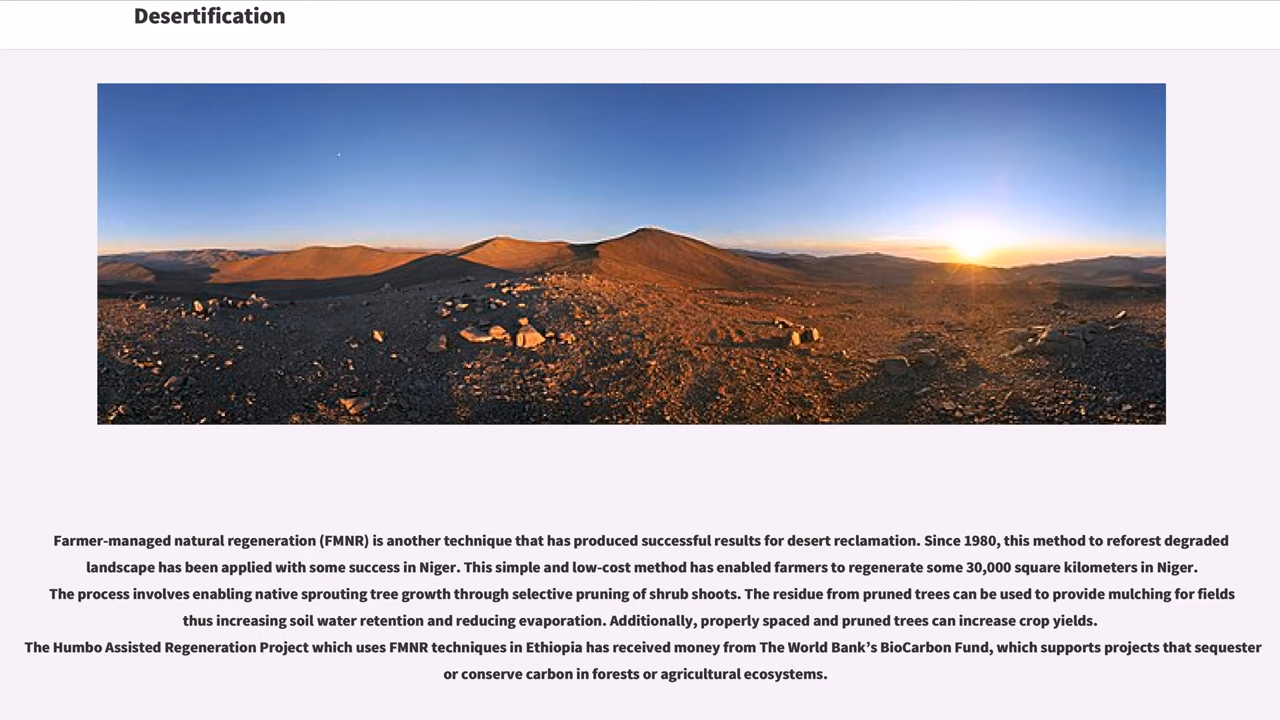 Desertification
Farmer-managed natural regeneration (FMNR) is another technique that has produced successful results for desert reclamation. Since 1980, this method to reforest degraded
landscape has been applied with some success in Niger. This simple and low-cost method has enabled farmers to regenerate some 30,000 square kilometers in Niger.
The process involves enabling native sprouting tree growth through selective pruning of shrub shoots. The residue from pruned trees can be used to provide mulching for fields
thus increasing soil water retention and reducing evaporation. Additionally, properly spaced and pruned trees can increase crop yields.
The Humbo Assisted Regeneration Project which uses FMNR techniques in Ethiopia has received money from The World Bank’s BioCarbon Fund, which supports projects that sequester
or conserve carbon in forests or agricultural ecosystems.